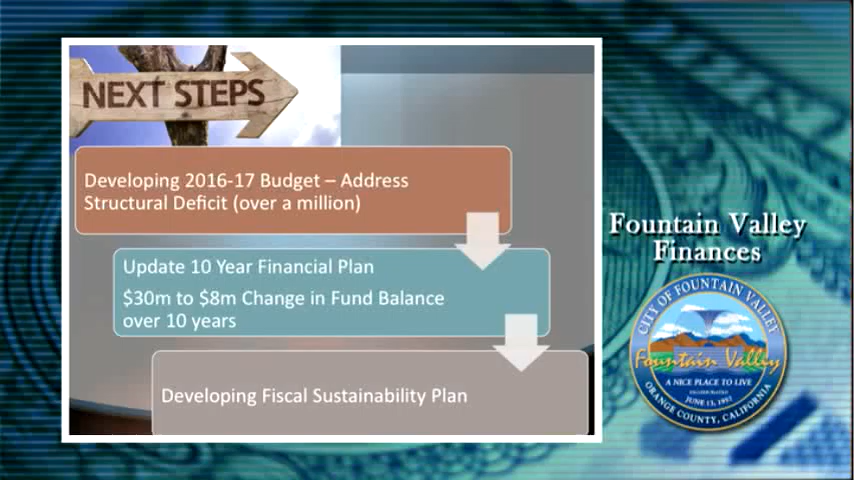 NEXT STEPS
Developing 2016-17 Budget – Address
Structural Deficit (over a million)
Update 10 Year Financial Plan
$30m to $8m Change in Fund Balance
over 10 years
Developing Fiscal Sustainability Plan
Fountain Valley
Finances
CITY OF FOUNTAIN VALLEY
Fountain Valley
A NICE PLACE TO LIVE
INCORPORATED
JUNE 13, 1957
ORANGE COUNTY, CALIFORNIA